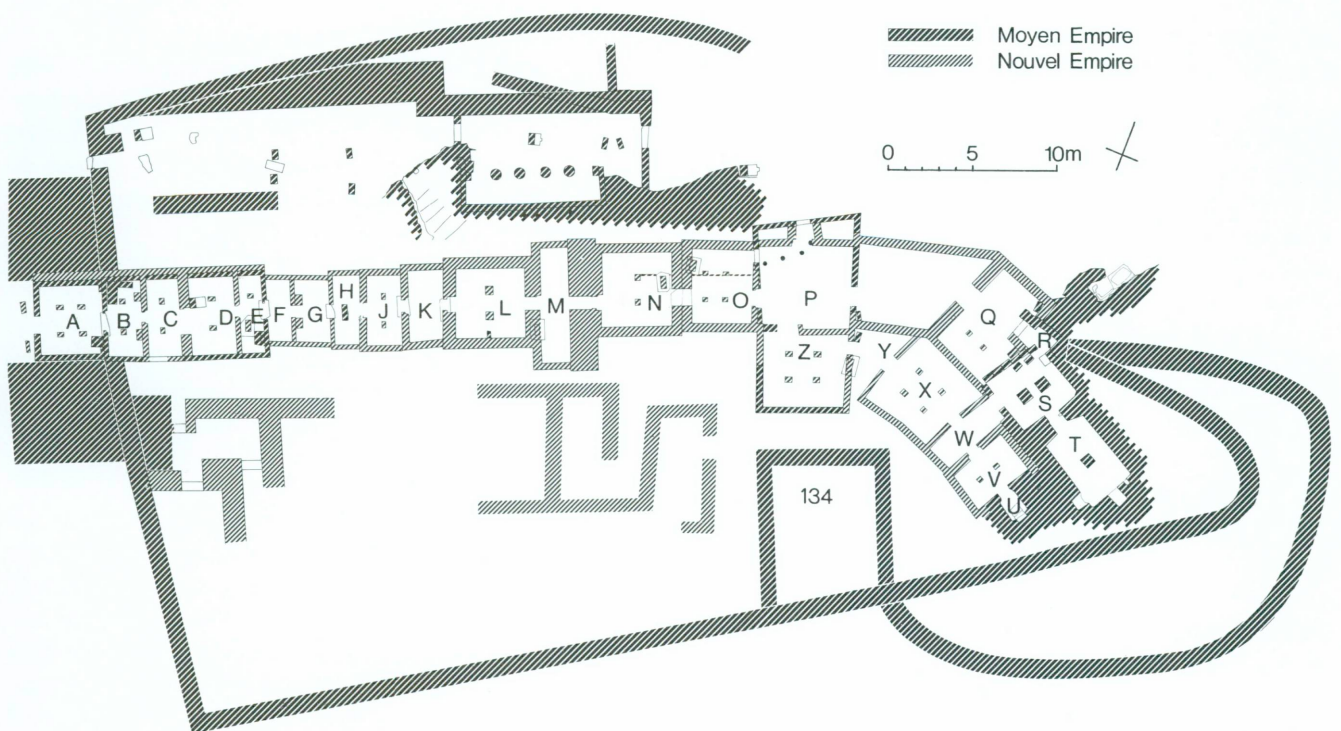 Moyen Empire
Nouvel Empire
0 5 10m
A B C D E F G H J K L M N O P
Q
R
Z Y X S
W T
V
U
134